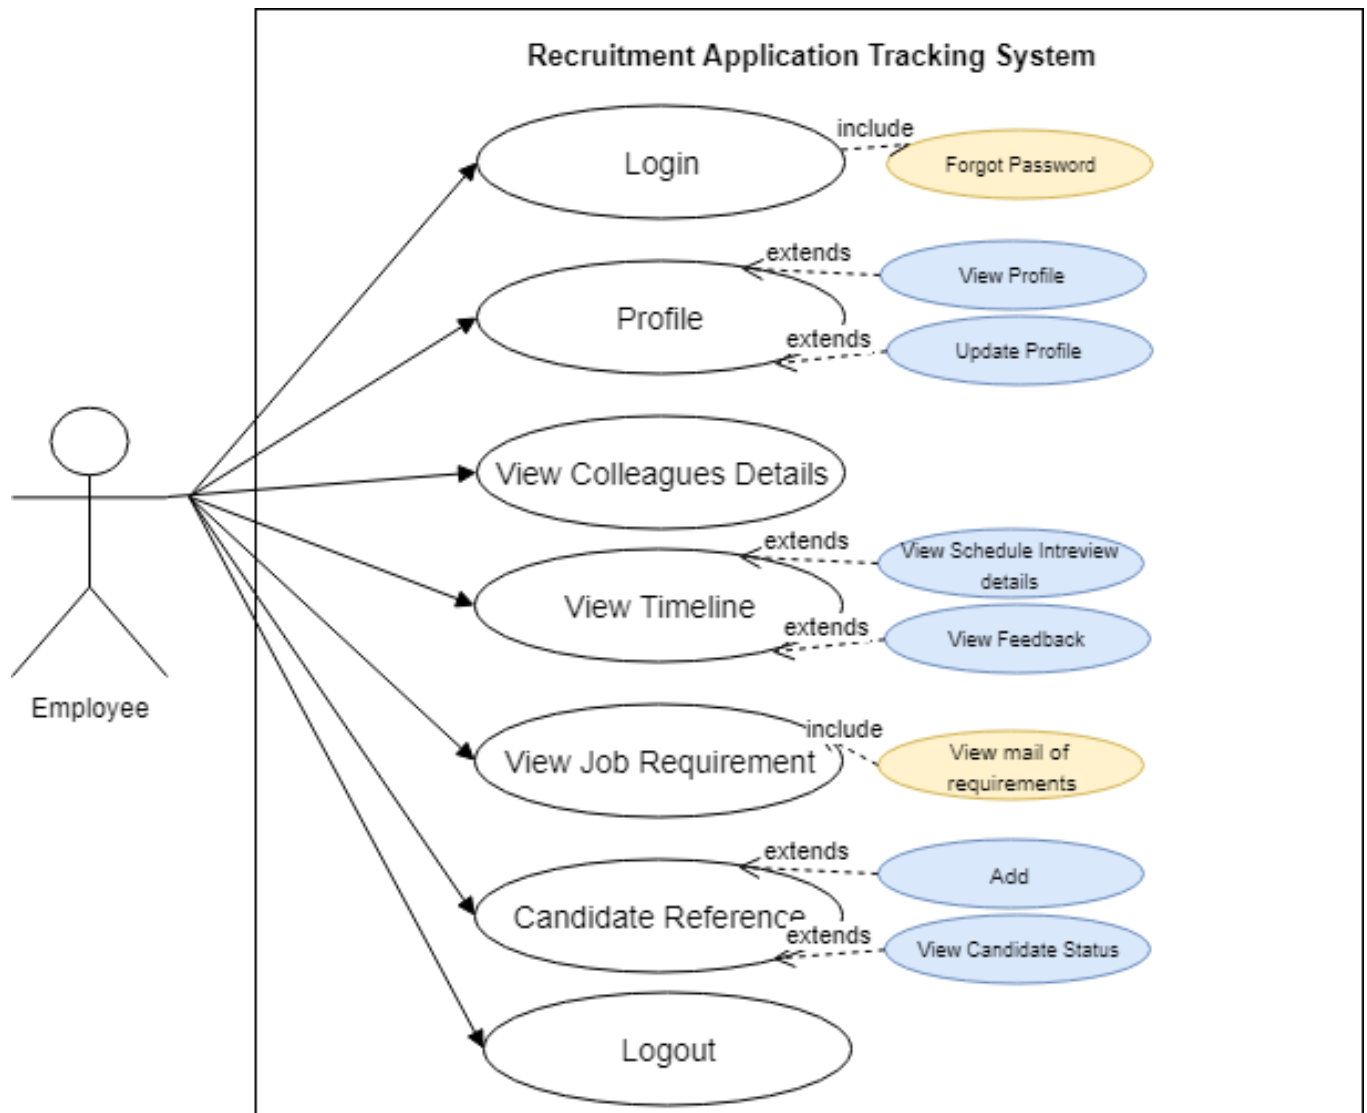 Recruitment Application Tracking System
Login
include
Forgot Password
extends
View Profile
Profile
extends
Update Profile
View Colleagues Details
extends
View Schedule Intreview
details
View Timeline
extends
View Feedback
Employee
include
View Job Requirement
View mail of
requirements
extends
Add
Candidate Reference
extends
View Candidate Status
Logout